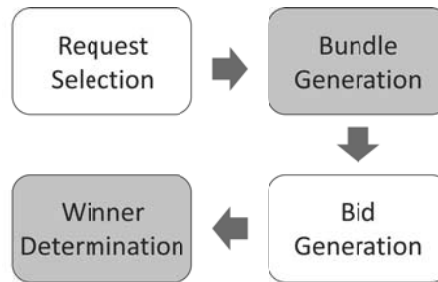 Request
Selection
Bundle
Generation
Bid
Generation
Winner
Determination